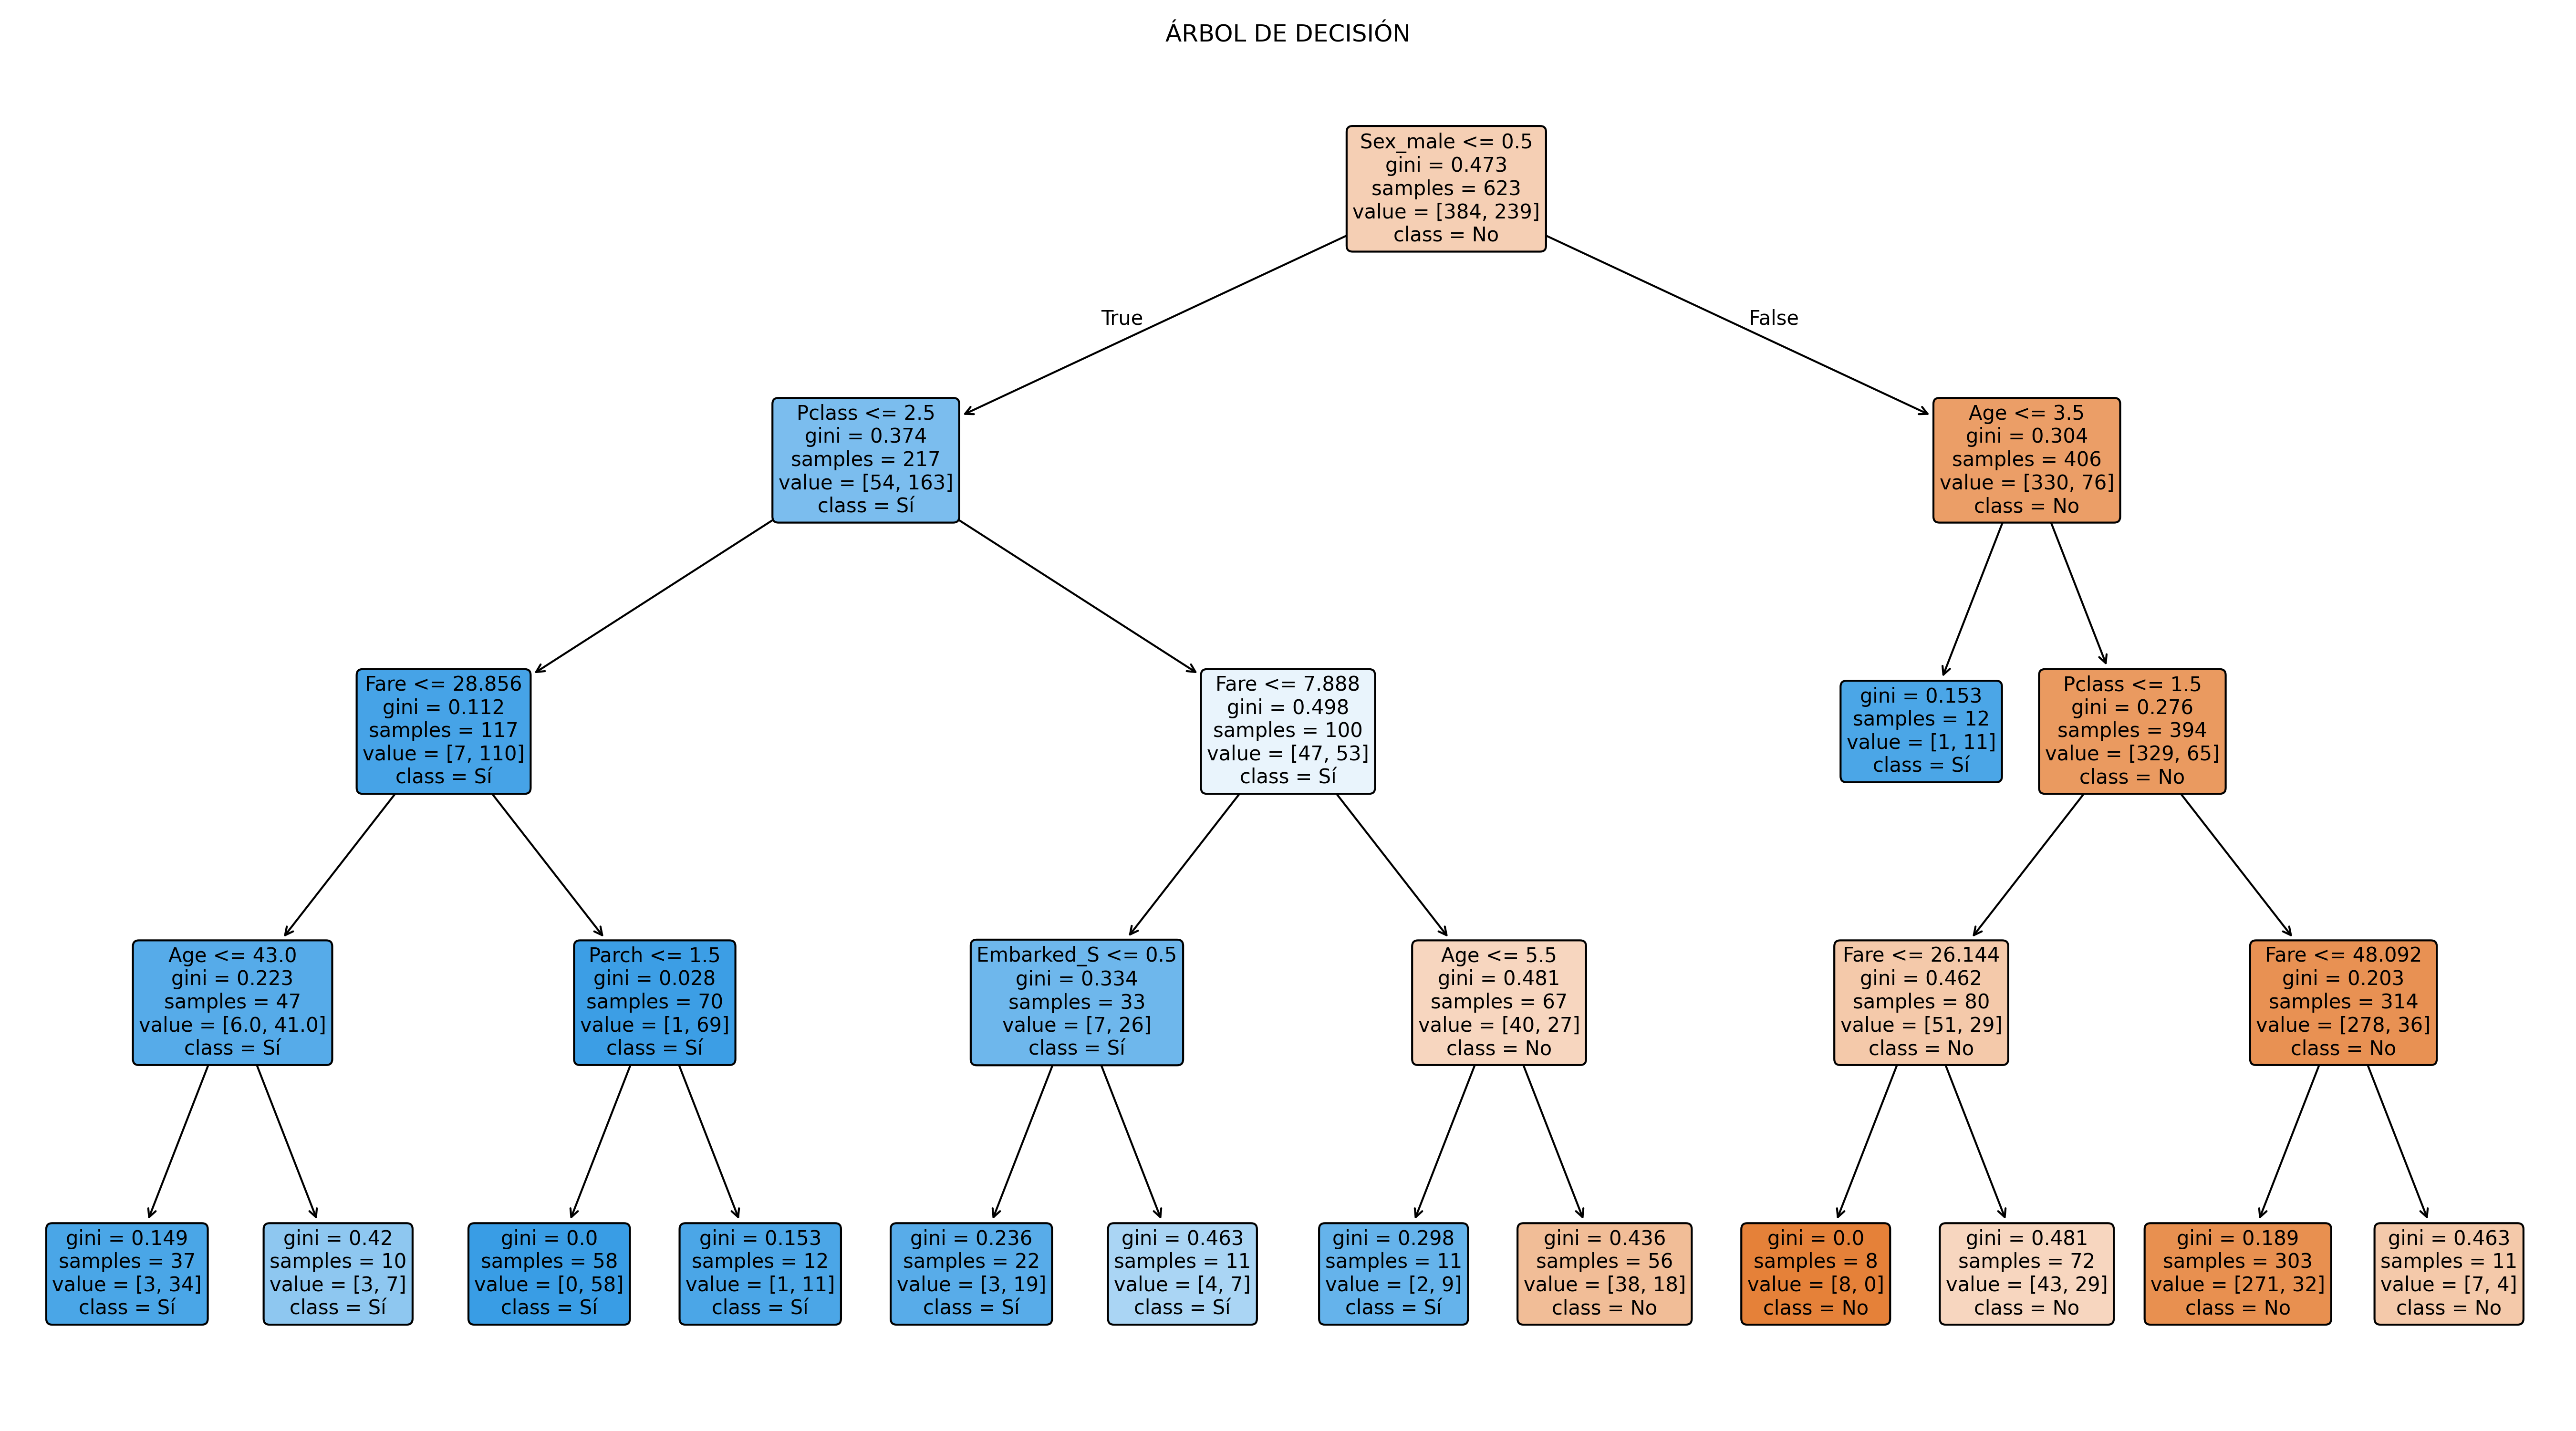 ÁRBOL DE DECISIÓN
Sex_male <= 0.5
gini = 0.473
samples = 623
value = [384, 239]
class = No
True
False
Pclass <= 2.5
gini = 0.374
samples = 217
value = [54, 163]
class = Sí
Age <= 3.5
gini = 0.304
samples = 406
value = [330, 76]
class = No
Fare <= 28.856
gini = 0.112
samples = 117
value = [7, 110]
class = Sí
Fare <= 7.888
gini = 0.498
samples = 100
value = [47, 53]
class = Sí
gini = 0.153
samples = 12
value = [1, 11]
class = Sí
Pclass <= 1.5
gini = 0.276
samples = 394
value = [329, 65]
class = No
Age <= 43.0
gini = 0.223
samples = 47
value = [6.0, 41.0]
class = Sí
Parch <= 1.5
gini = 0.028
samples = 70
value = [1, 69]
class = Sí
Embarked_S <= 0.5
gini = 0.334
samples = 33
value = [7, 26]
class = Sí
Age <= 5.5
gini = 0.481
samples = 67
value = [40, 27]
class = No
Fare <= 26.144
gini = 0.462
samples = 80
value = [51, 29]
class = No
Fare <= 48.092
gini = 0.203
samples = 314
value = [278, 36]
class = No
gini = 0.149
samples = 37
value = [3, 34]
class = Sí
gini = 0.42
samples = 10
value = [3, 7]
class = Sí
gini = 0.0
samples = 58
value = [0, 58]
class = Sí
gini = 0.153
samples = 12
value = [1, 11]
class = Sí
gini = 0.236
samples = 22
value = [3, 19]
class = Sí
gini = 0.463
samples = 11
value = [4, 7]
class = Sí
gini = 0.298
samples = 11
value = [2, 9]
class = Sí
gini = 0.436
samples = 56
value = [38, 18]
class = No
gini = 0.0
samples = 8
value = [8, 0]
class = No
gini = 0.481
samples = 72
value = [43, 29]
class = No
gini = 0.189
samples = 303
value = [271, 32]
class = No
gini = 0.463
samples = 11
value = [7, 4]
class = No